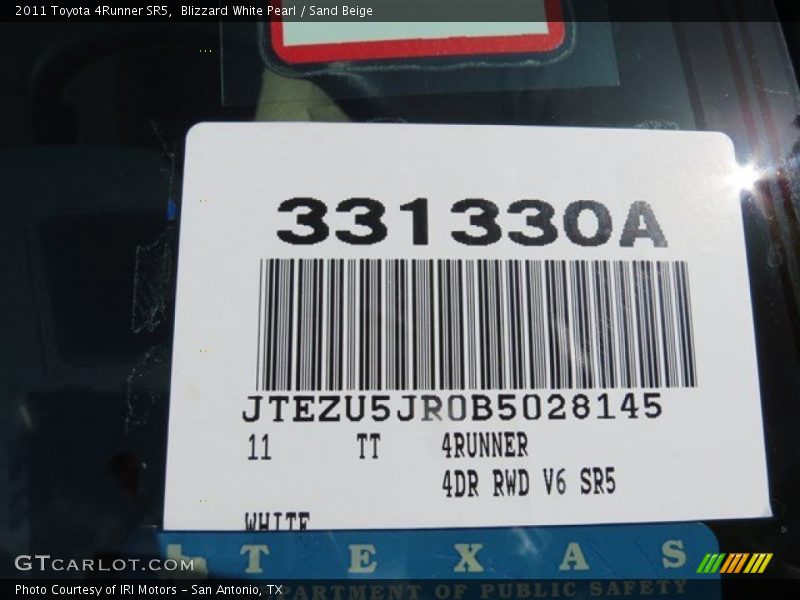 2011 Toyota 4Runner SR5,  Blizzard White Pearl / Sand Beige
331330A
JTEZU5JR0B5028145
11 TT 4RUNNER
4DR RWD V6 SR5
WHITE
TEXAS
DEPARTMENT OF PUBLIC SAFETY
GTCARLOT.COM
Photo Courtesy of IRI Motors - San Antonio, TX